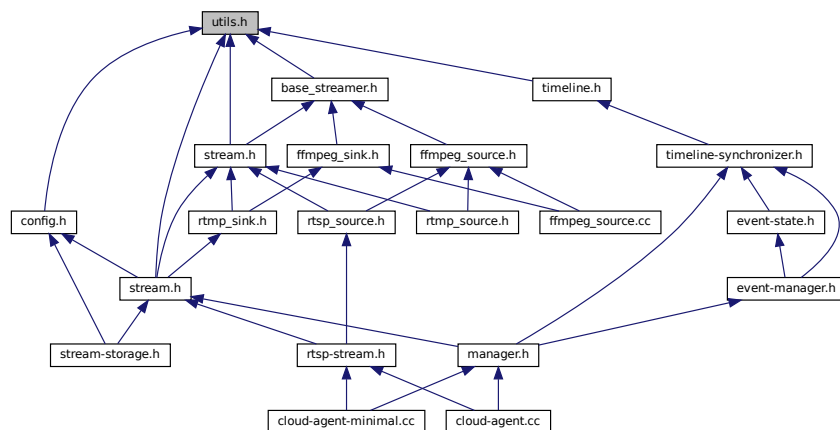 utils.h
base_streamer.h
timeline.h
stream.h
ffmpeg_sink.h
ffmpeg_source.h
timeline-synchronizer.h
config.h
rtmp_sink.h
rtsp_source.h
rtmp_source.h
ffmpeg_source.cc
event-state.h
stream.h
event-manager.h
stream-storage.h
rtsp-stream.h
manager.h
cloud-agent-minimal.cc
cloud-agent.cc